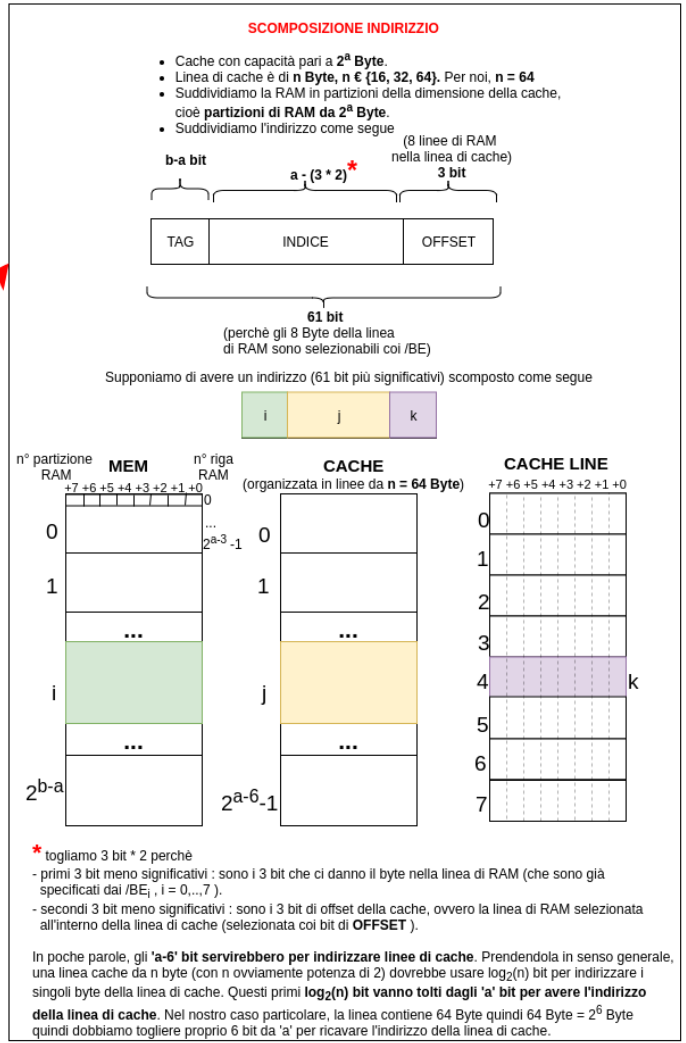 SCOMPOSIZIONE INDIRIZZO
• Cache con capacità pari a 2^a Byte.
• Linea di cache è di n Byte, n € {16, 32, 64}. Per noi, n = 64
• Suddividiamo la RAM in partizioni della dimensione della cache,
cioè partizioni di RAM da 2^a Byte.
• Suddividiamo l'indirizzo come segue
(8 linee di RAM
nella linea di cache)
b-a bit
a - (3 * 2)*
3 bit
TAG INDICE OFFSET
61 bit
(perchè gli 8 Byte della linea
di RAM sono selezionabili coi /BE)
Supponiamo di avere un indirizzo (61 bit più significativi) scomposto come segue
i j k
n° partizione
RAM
MEM
n° riga
RAM
+7 +6 +5 +4 +3 +2 +1 +0
0
...
2^a-3 -1
0
1
...
i
...
2^b-a
CACHE
(organizzata in linee da n = 64 Byte)
0
1
...
j
...
2^a-6-1
CACHE LINE
+7 +6 +5 +4 +3 +2 +1 +0
0
1
2
3
4 k
5
6
7
* togliamo 3 bit * 2 perchè
- primi 3 bit meno significativi : sono i 3 bit che ci danno il byte nella linea di RAM (che sono già
specificati dai /BE_i , i = 0,..,7 ).
- secondi 3 bit meno significativi : sono i 3 bit di offset della cache, ovvero la linea di RAM selezionata
all'interno della linea di cache (selezionata coi bit di OFFSET ).
In poche parole, gli 'a-6' bit servirebbero per indirizzare linee di cache. Prendendola in senso generale,
una linea cache da n byte (con n ovviamente potenza di 2) dovrebbe usare log_2(n) bit per indirizzare i
singoli byte della linea di cache. Questi primi log_2(n) bit vanno tolti dagli 'a' bit per avere l'indirizzo
della linea di cache. Nel nostro caso particolare, la linea contiene 64 Byte quindi 64 Byte = 2^6 Byte
quindi dobbiamo togliere proprio 6 bit da 'a' per ricavare l'indirizzo della linea di cache.